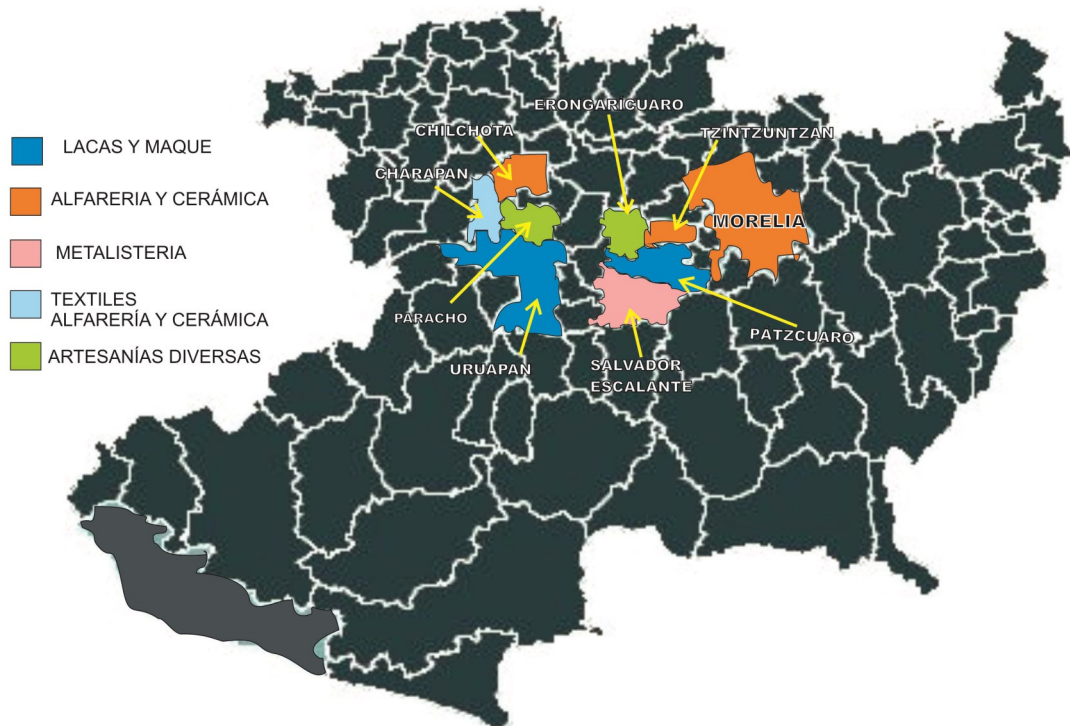 LACAS Y MAQUE
ALFARERIA Y CERÁMICA
METALISTERIA
TEXTILES
ALFARERÍA Y CERÁMICA
ARTESANÍAS DIVERSAS
ERONGARICUARO
CHILCHOTA
TZINTZUNTZAN
CHARAPAN
MORELIA
PARACHO
PATZCUARO
URUAPAN
SALVADOR
ESCALANTE